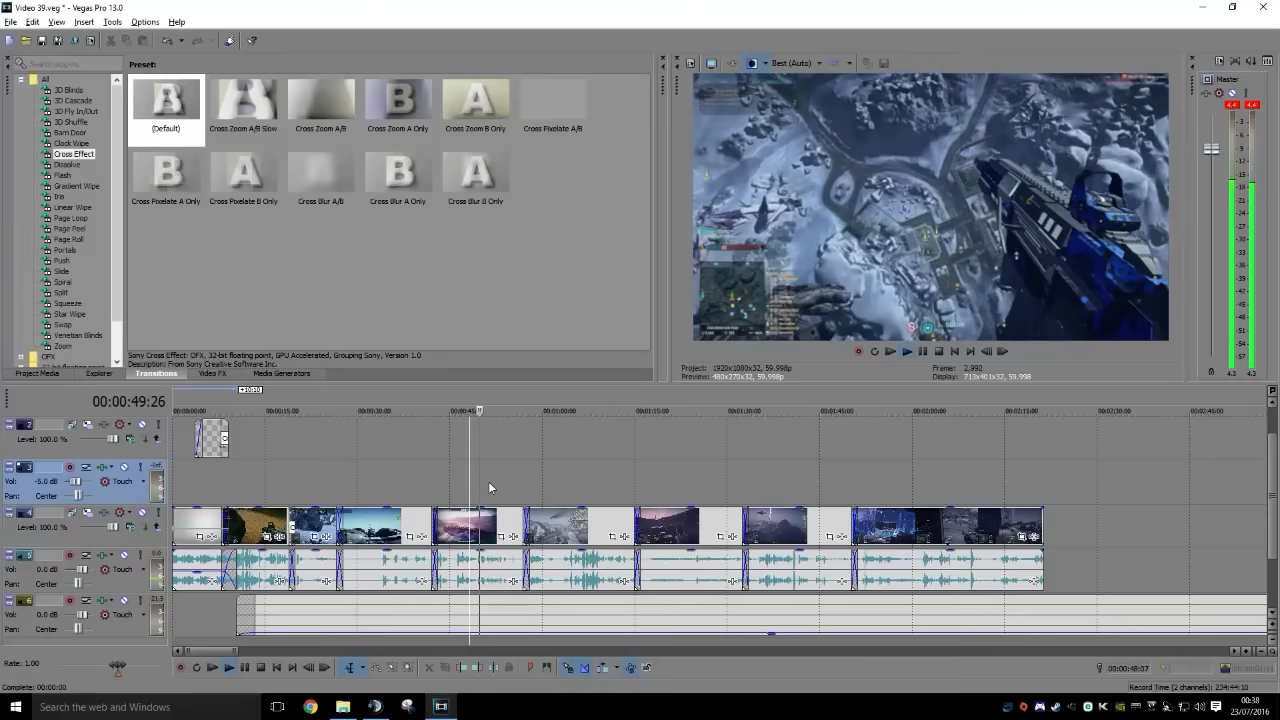 Video 39.veg * - Vegas Pro 13.0
File Edit View Insert Tools Options Help
Search plugins
Preset:
Best (Auto)
Master
All
3D Blinds
3D Cascade
3D Fly In/Out
3D Shuffle
Barn Door
Clock Wipe
Cross Effect
Dissolve
Flash
Gradient Wipe
Iris
Linear Wipe
Page Loop
Page Peel
Page Roll
Portals
Push
Slide
Spiral
Split
Squeeze
Star Wipe
Swap
Venetian Blinds
Zoom
OFX
(Default) Cross Zoom A/B Slow Cross Zoom A/B Cross Zoom A Only Cross Zoom B Only Cross Pixelate A/B
Cross Pixelate A Only Cross Pixelate B Only Cross Blur A/B Cross Blur A Only Cross Blur B Only
Sony Cross Effect: OFX, 32-bit floating point, GPU Accelerated, Grouping Sony, Version 1.0
Description: From Sony Creative Software Inc.
Project Media Explorer Transitions Video FX Media Generators
Project: 1920x1080x32, 59.998p Frame: 2,992
Preview: 480x270x32, 59.998p Display: 713x401x32, 59.998
00:00:49:26
00:00:00:00 00:00:15:00 00:00:30:00 00:00:45 00:01:00:00 00:01:15:00 00:01:30:00 00:01:45:00 00:02:00:00 00:02:15:00 00:02:30:00 00:02:45:00
2
Level: 100.0 %
3
Vol: -5.0 dB Touch
Pan: Center
4
Level: 100.0 %
5
Vol: 0.0 dB Touch
Pan: Center
6
Vol: 0.0 dB Touch
Pan: Center
Rate: 1.00
00:00:48:07
Complete: 00:00:00
Record Time (2 channels): 234:44:10
Search the web and Windows
00:38
23/07/2016